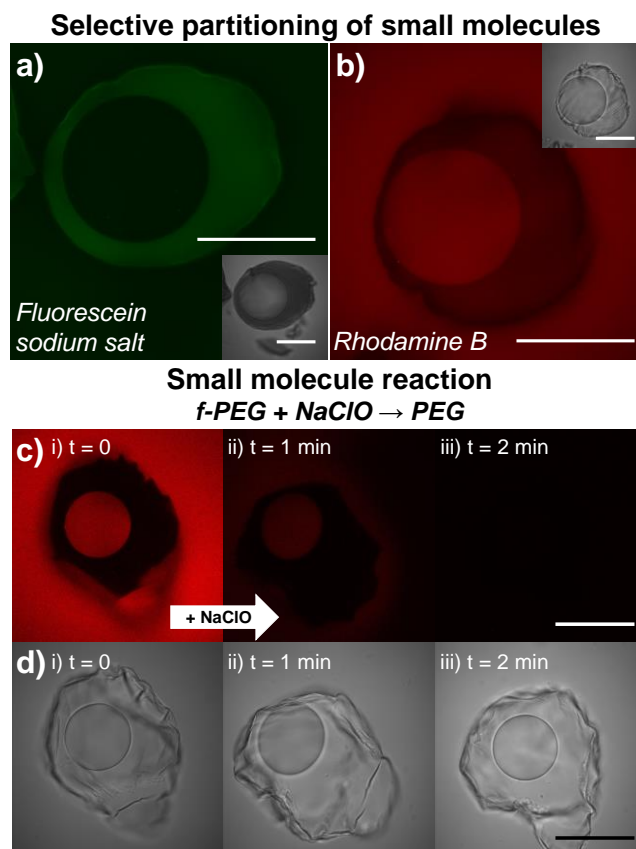 Selective partitioning of small molecules
a)
b)
Fluorescein
sodium salt
Rhodamine B
Small molecule reaction
f-PEG + NaClO → PEG
c) i) t = 0
ii) t = 1 min
iii) t = 2 min
+ NaClO
d) i) t = 0
ii) t = 1 min
iii) t = 2 min